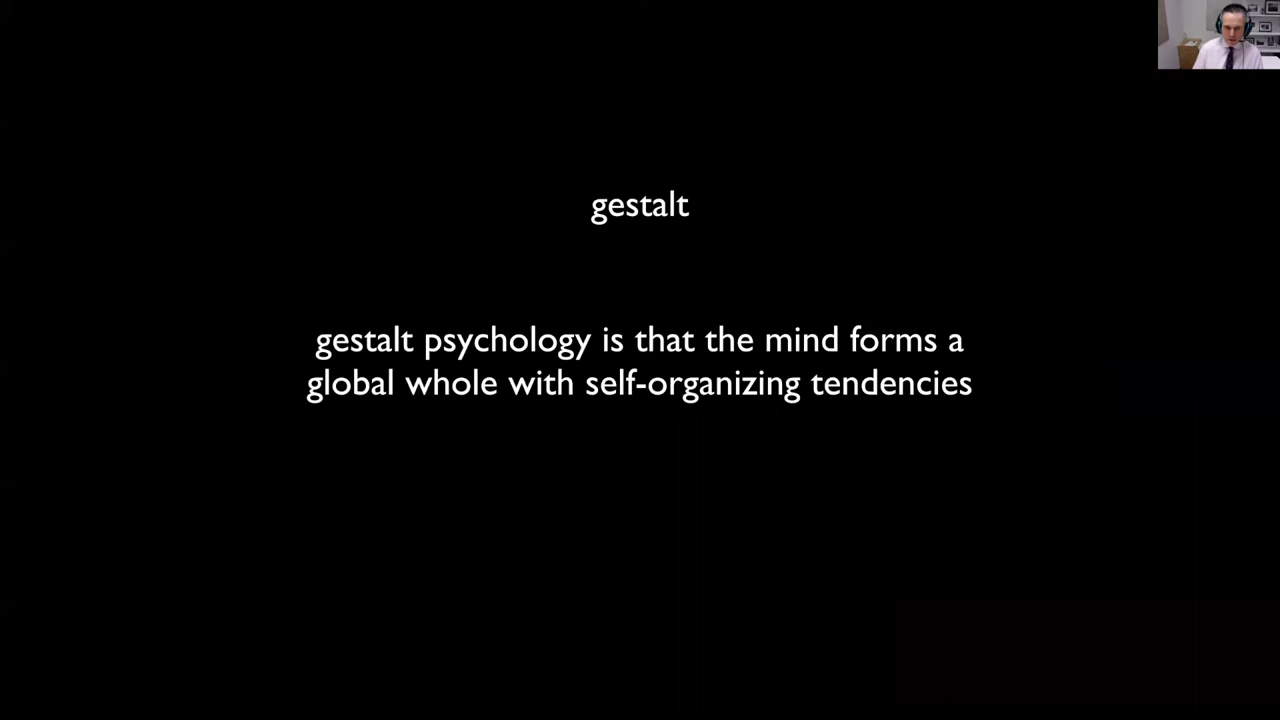 gestalt
gestalt psychology is that the mind forms a
global whole with self-organizing tendencies